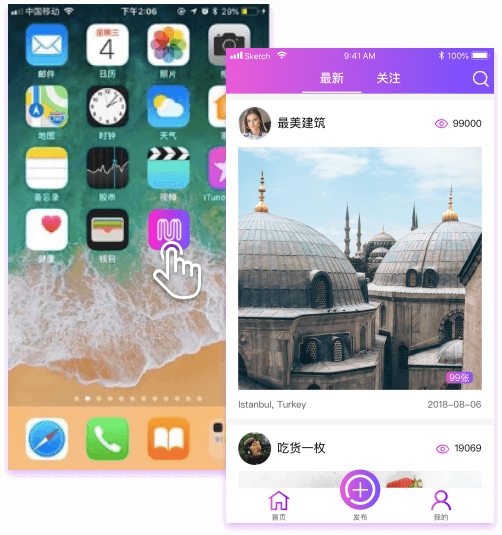 中国移动
下午2:06
29%
星期三
4
邮件
日历
照片
地图
时钟
天气
备忘录
股市
视频
iTune
健康
钱包
Sketch
9:41 AM
100%
最新
关注
最美建筑
99000
99张
Istanbul, Turkey
2018-08-06
吃货一枚
19069
首页
发布
我的